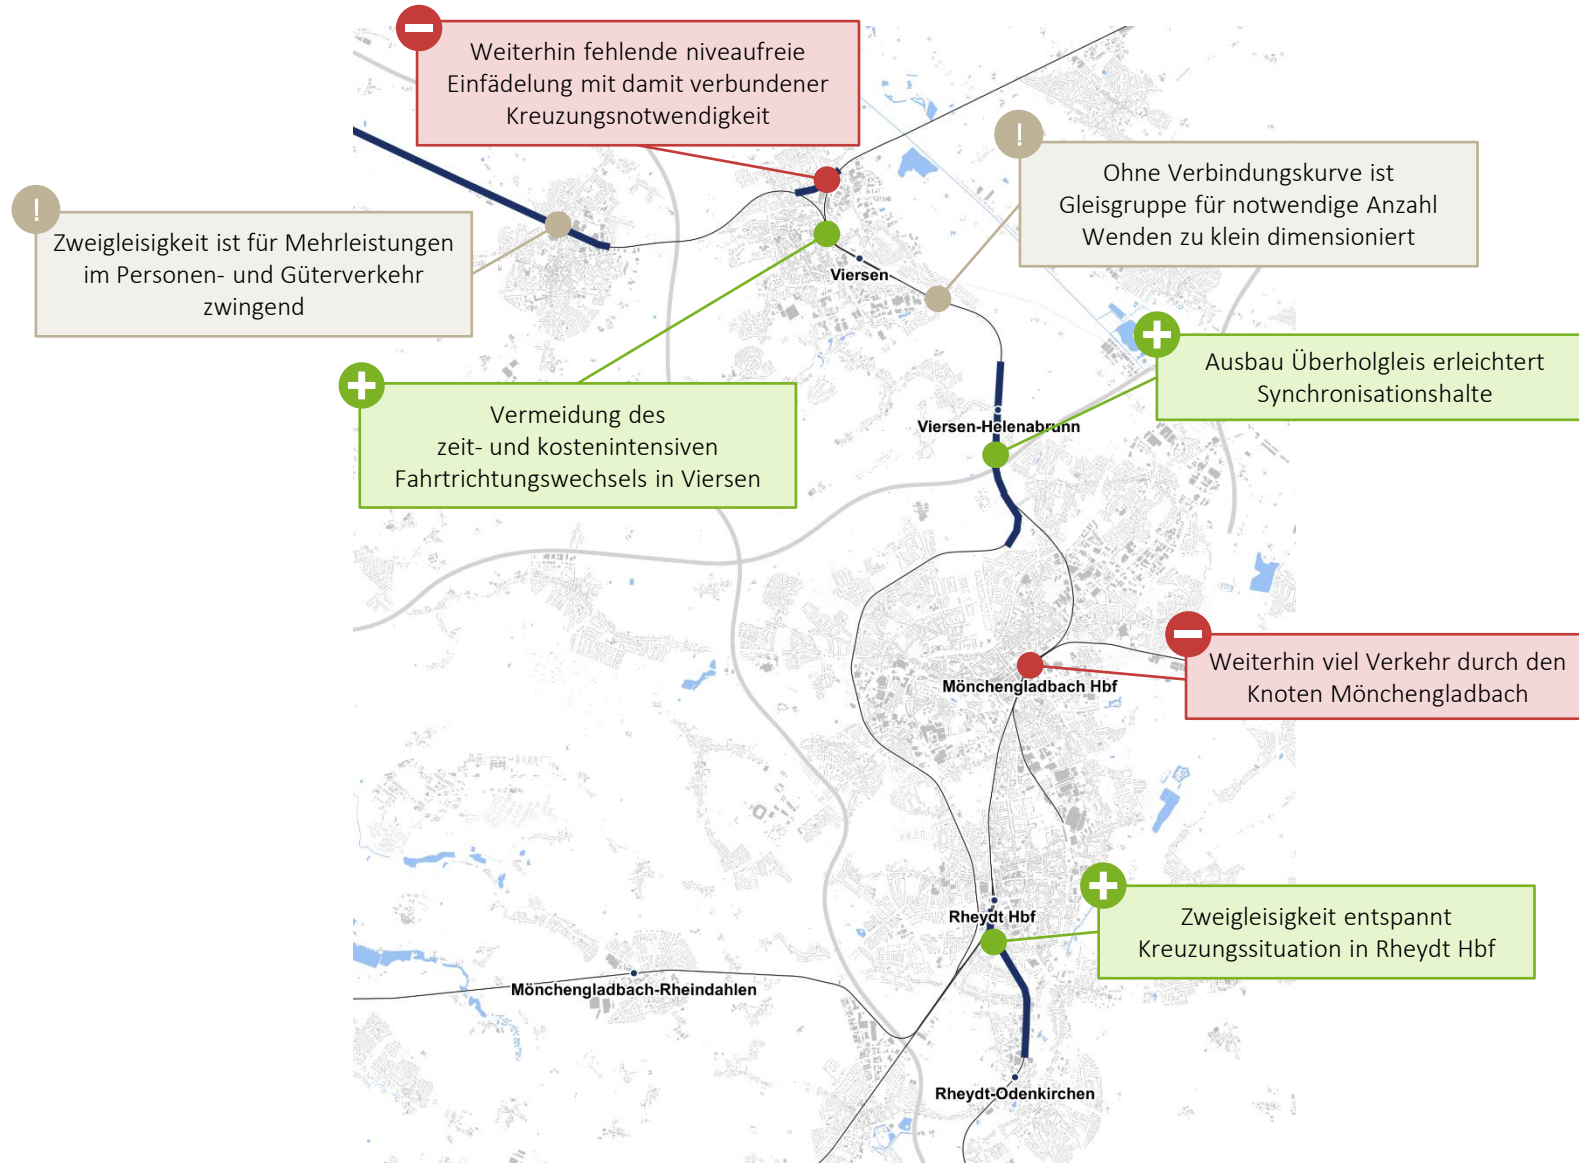 Weiterhin fehlende niveaufreie
Einfädelung mit damit verbundener
Kreuzungsnotwendigkeit
!
Ohne Verbindungskurve ist
Gleisgruppe für notwendige Anzahl
Wenden zu klein dimensioniert
!
Zweigleisigkeit ist für Mehrleistungen
im Personen- und Güterverkehr
zwingend
Viersen
Ausbau Überholgleis erleichtert
Synchronisationshalte
Vermeidung des
zeit- und kostenintensiven
Fahrtrichtungswechsels in Viersen
Viersen-Helenabrunn
Weiterhin viel Verkehr durch den
Knoten Mönchengladbach
Mönchengladbach Hbf
Zweigleisigkeit entspannt
Kreuzungssituation in Rheydt Hbf
Rheydt Hbf
Mönchengladbach-Rheindahlen
Rheydt-Odenkirchen